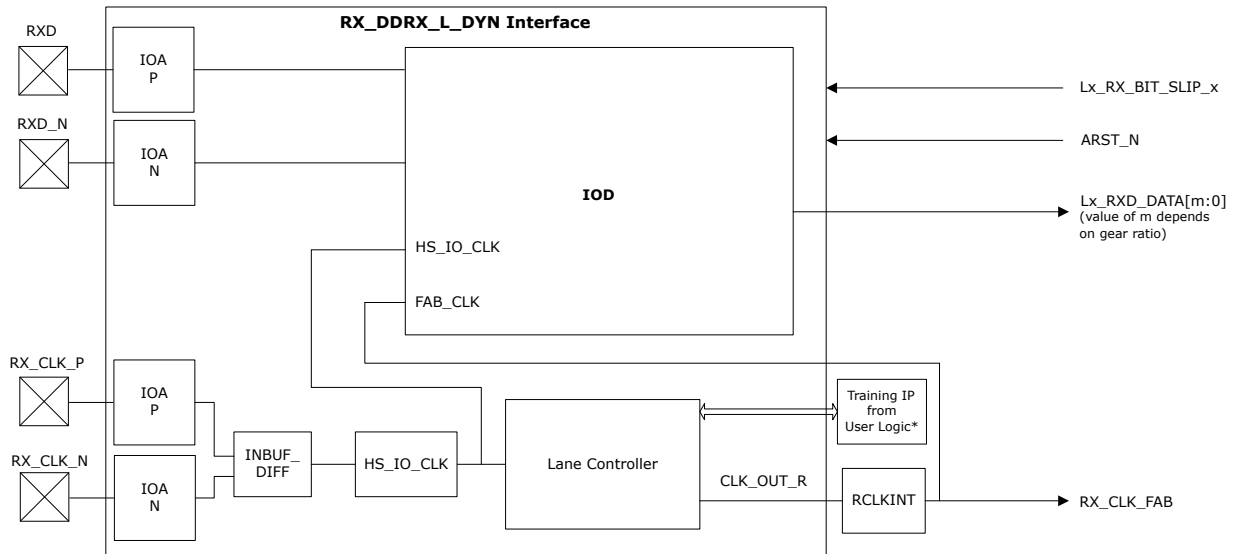 RX_DDRX_L_DYN Interface
RXD
IOA
P
RXD_N
IOA
N
IOD
HS_IO_CLK
FAB_CLK
Lx_RX_BIT_SLIP_x
ARST_N
Lx_RXD_DATA[m:0]
(value of m depends
on gear ratio)
RX_CLK_P
IOA
P
RX_CLK_N
IOA
N
INBUF_
DIFF
HS_IO_CLK
Lane Controller
Training IP
from
User Logic*
CLK_OUT_R
RCLKINT
RX_CLK_FAB